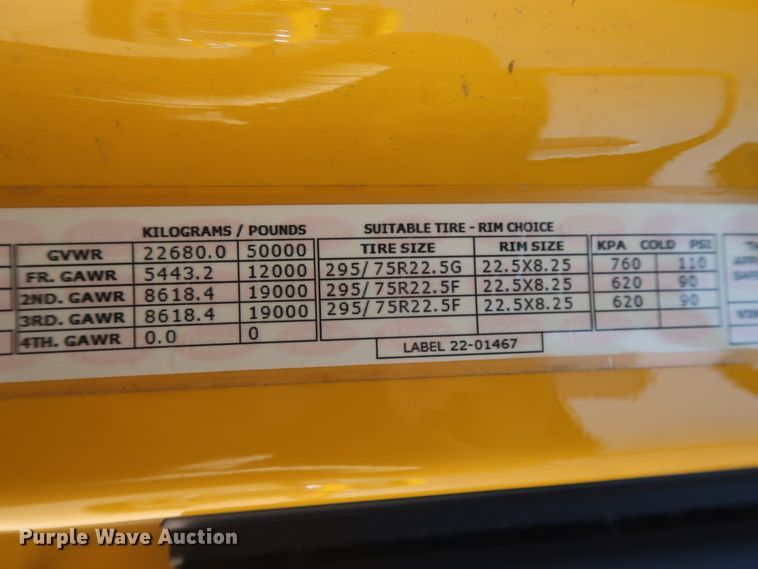 KILOGRAMS / POUNDS SUITABLE TIRE - RIM CHOICE
GVWR 22680.0 50000 TIRE SIZE RIM SIZE KPA COLD PSI
FR. GAWR 5443.2 12000 295/75R22.5G 22.5X8.25 760 110
2ND. GAWR 8618.4 19000 295/75R22.5F 22.5X8.25 620 90
3RD. GAWR 8618.4 19000 295/75R22.5F 22.5X8.25 620 90
4TH. GAWR 0.0 0
LABEL 22-01467
Purple Wave Auction